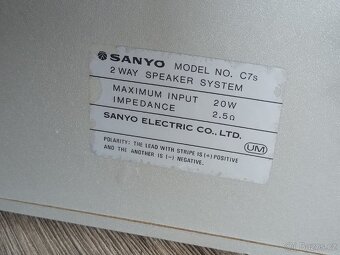 SANYO MODEL NO. C7s
2 WAY SPEAKER SYSTEM
MAXIMUM INPUT 20W
IMPEDANCE 2.5Ω
SANYO ELECTRIC CO., LTD.
UM
POLARITY: THE LEAD WITH STRIPE IS (+) POSITIVE
AND THE ANOTHER IS (−) NEGATIVE.